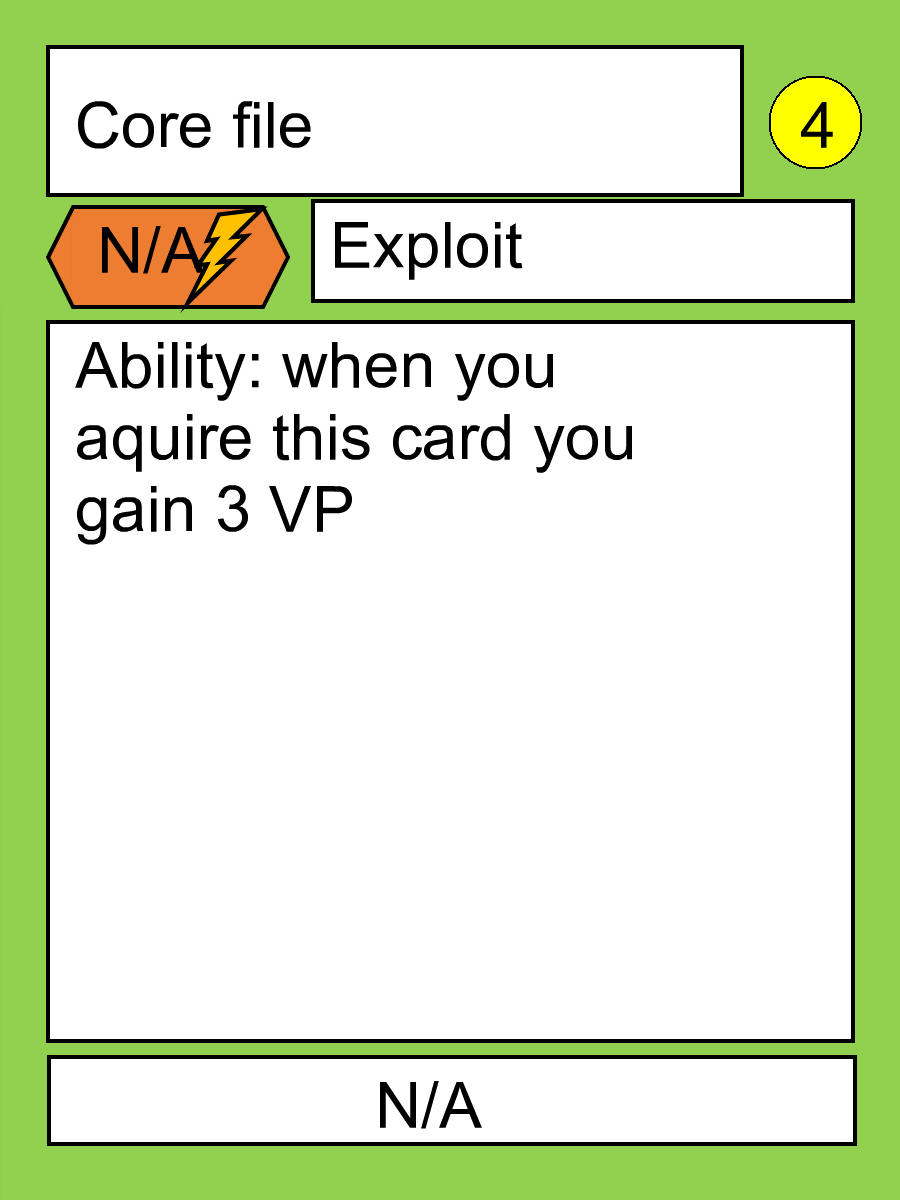 Core file
4
N/A
Exploit
Ability: when you
aquire this card you
gain 3 VP
N/A